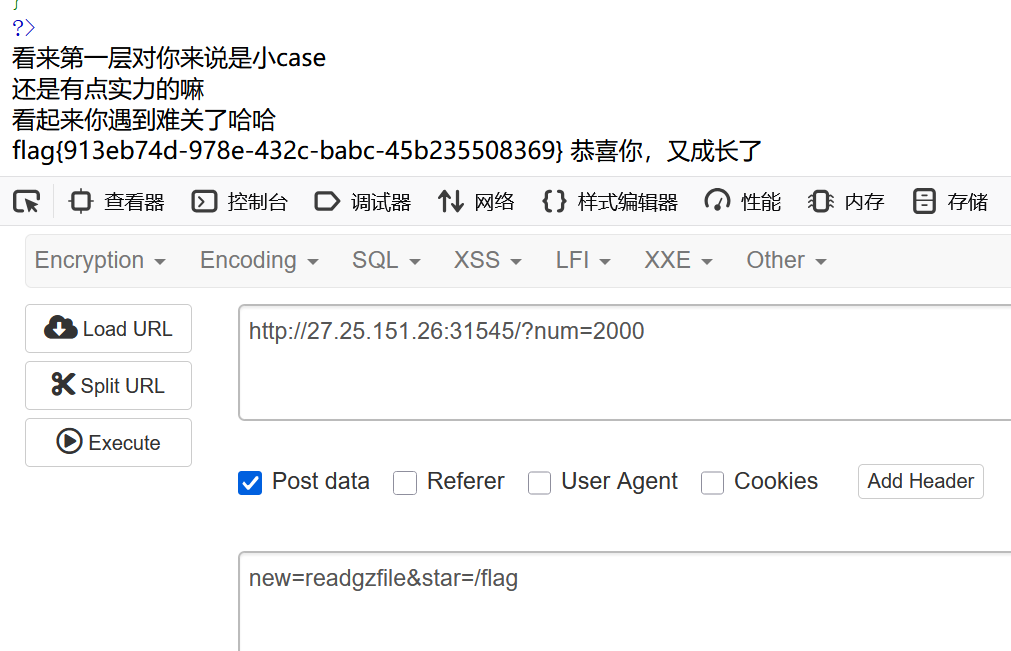 }
?>
看来第一层对你来说是小case
还是有点实力的嘛
看起来你遇到难关了哈哈
flag{913eb74d-978e-432c-babc-45b235508369} 恭喜你，又成长了
查看器 控制台 调试器 网络 样式编辑器 性能 内存 存储
Encryption Encoding SQL XSS LFI XXE Other
Load URL
http://27.25.151.26:31545/?num=2000
Split URL
Execute
Post data Referer User Agent Cookies Add Header
new=readgzfile&star=/flag